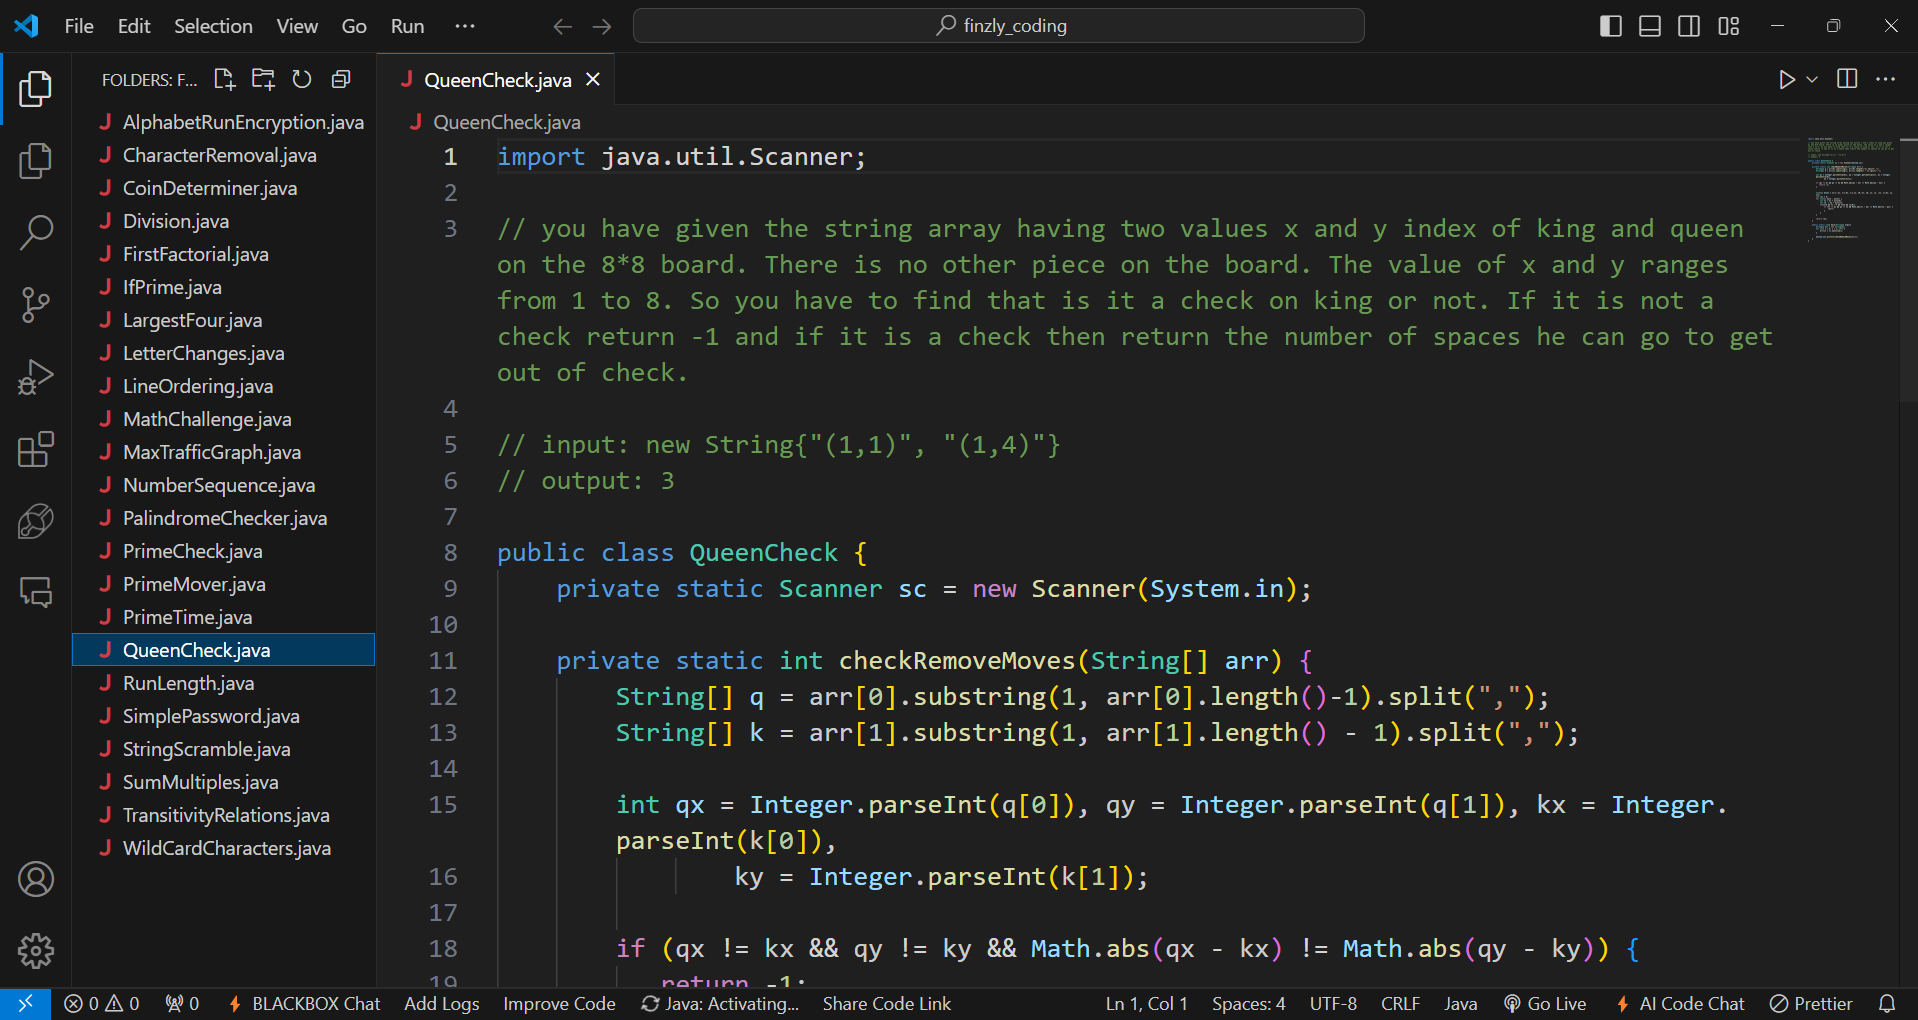 File Edit Selection View Go Run ··· finzly_coding
FOLDERS: F...
AlphabetRunEncryption.java
CharacterRemoval.java
CoinDeterminer.java
Division.java
FirstFactorial.java
IfPrime.java
LargestFour.java
LetterChanges.java
LineOrdering.java
MathChallenge.java
MaxTrafficGraph.java
NumberSequence.java
PalindromeChecker.java
PrimeCheck.java
PrimeMover.java
PrimeTime.java
QueenCheck.java
RunLength.java
SimplePassword.java
StringScramble.java
SumMultiples.java
TransitivityRelations.java
WildCardCharacters.java
J QueenCheck.java
J QueenCheck.java
1 import java.util.Scanner;
2
3 // you have given the string array having two values x and y index of king and queen
on the 8*8 board. There is no other piece on the board. The value of x and y ranges
from 1 to 8. So you have to find that is it a check on king or not. If it is not a
check return -1 and if it is a check then return the number of spaces he can go to get
out of check.
4
5 // input: new String{"(1,1)", "(1,4)"}
6 // output: 3
7
8 public class QueenCheck {
9 private static Scanner sc = new Scanner(System.in);
10
11 private static int checkRemoveMoves(String[] arr) {
12 String[] q = arr[0].substring(1, arr[0].length()-1).split(",");
13 String[] k = arr[1].substring(1, arr[1].length() - 1).split(",");
14
15 int qx = Integer.parseInt(q[0]), qy = Integer.parseInt(q[1]), kx = Integer.
parseInt(k[0]),
16 ky = Integer.parseInt(k[1]);
17
18 if (qx != kx && qy != ky && Math.abs(qx - kx) != Math.abs(qy - ky)) {
19 return -1;
0 0 0 BLACKBOX Chat Add Logs Improve Code Java: Activating... Share Code Link Ln 1, Col 1 Spaces: 4 UTF-8 CRLF Java Go Live AI Code Chat Prettier